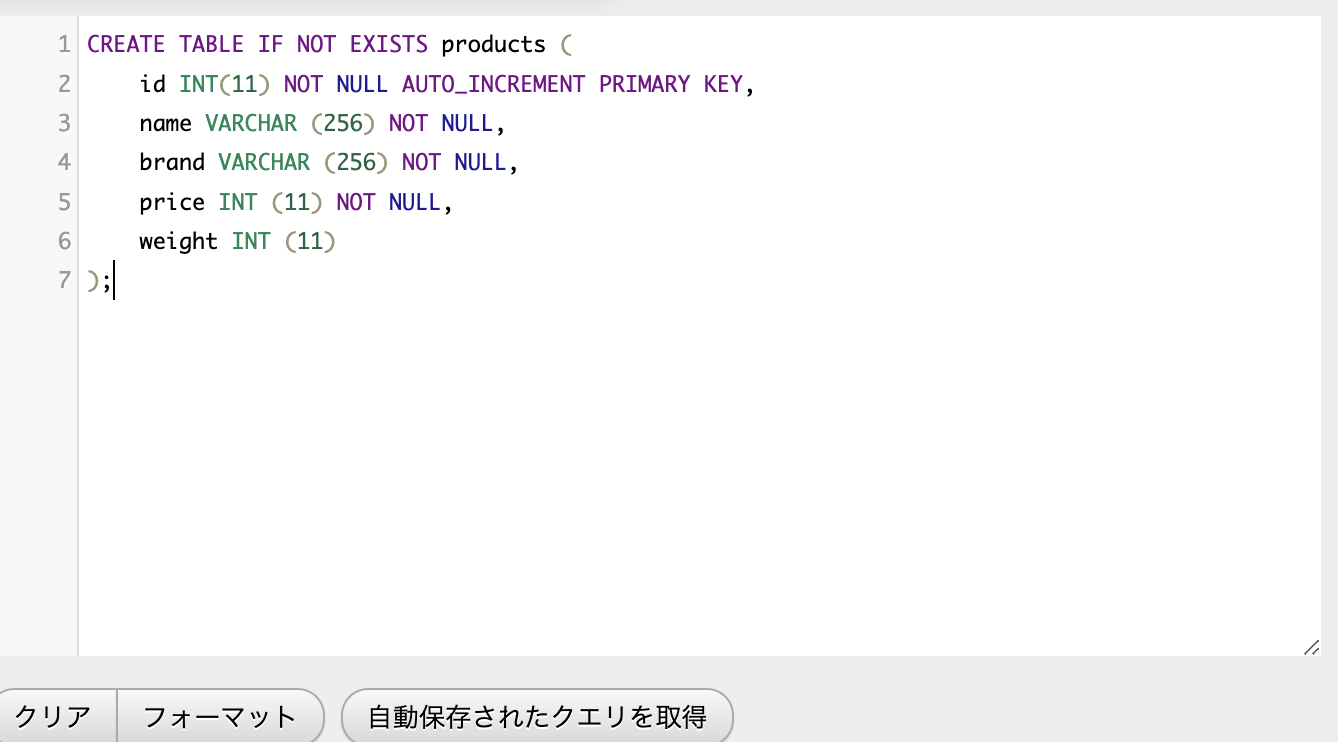 1 CREATE TABLE IF NOT EXISTS products (
2 id INT(11) NOT NULL AUTO_INCREMENT PRIMARY KEY,
3 name VARCHAR (256) NOT NULL,
4 brand VARCHAR (256) NOT NULL,
5 price INT (11) NOT NULL,
6 weight INT (11)
7 );
クリア フォーマット 自動保存されたクエリを取得